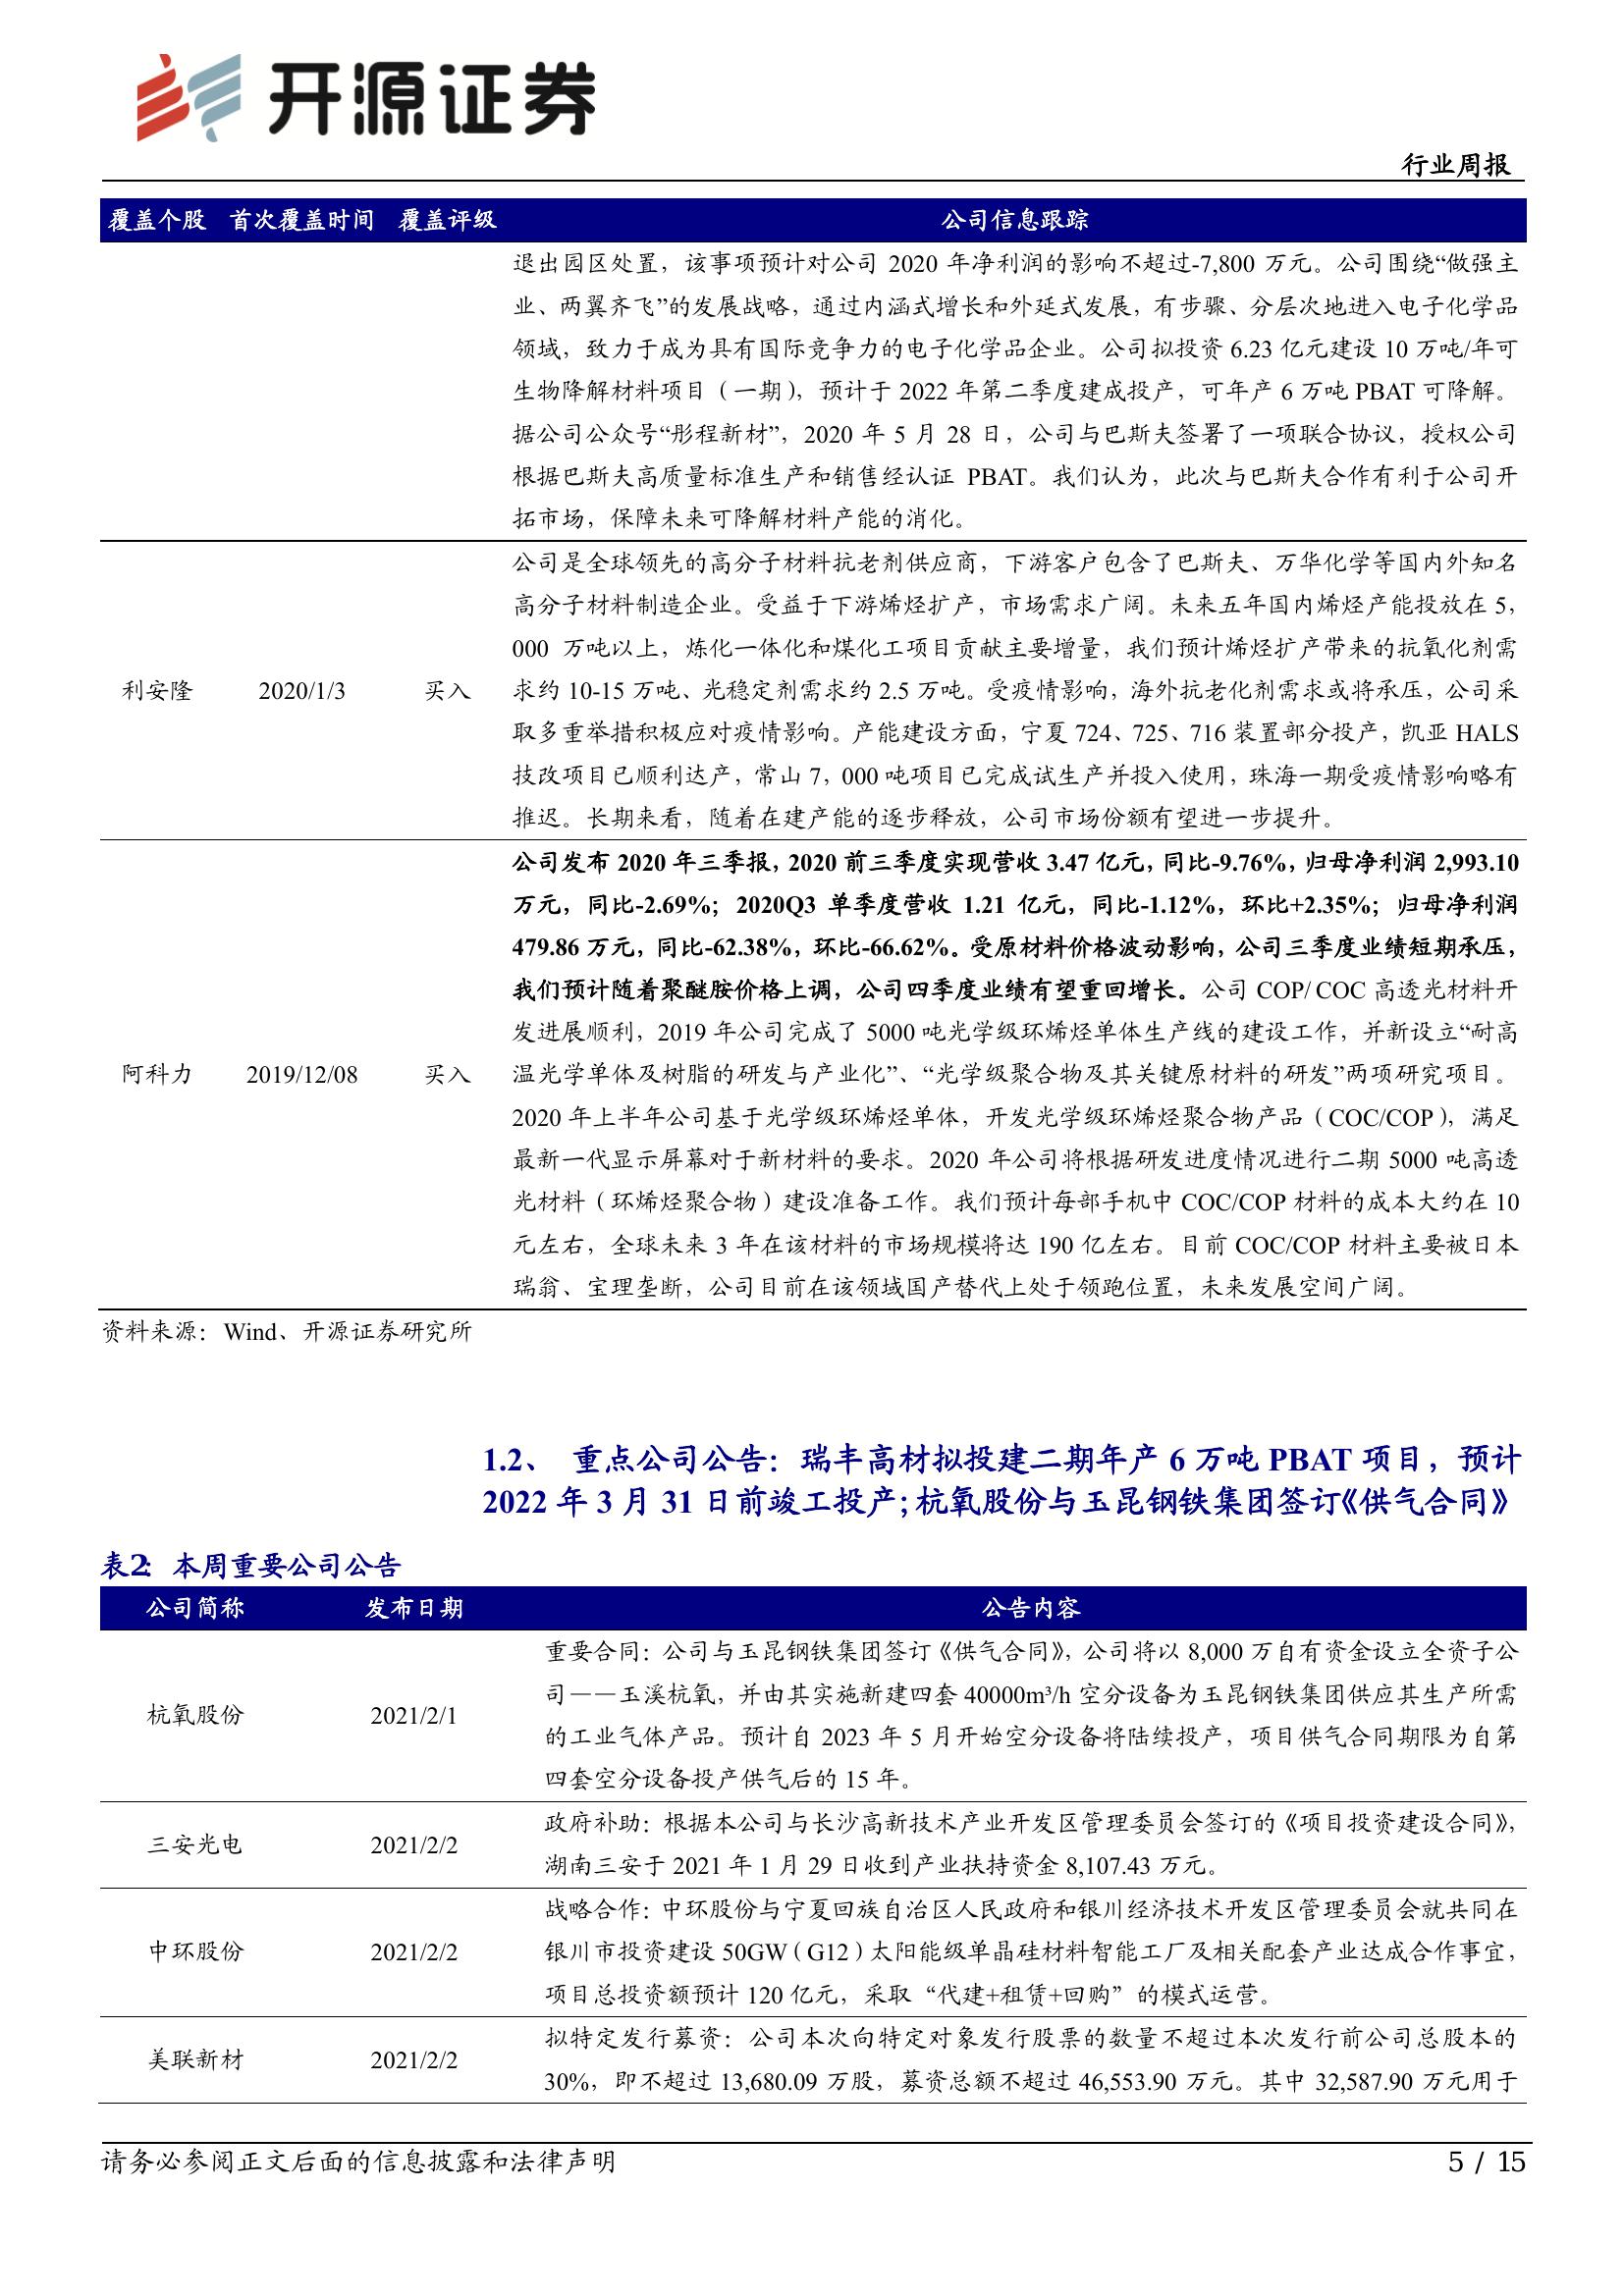 开源证券
行业周报
覆盖个股 首次覆盖时间 覆盖评级 公司信息跟踪
退出园区处置，该事项预计对公司 2020 年净利润的影响不超过-7,800 万元。公司围绕“做强主
业、两翼齐飞”的发展战略，通过内涵式增长和外延式发展，有步骤、分层次地进入电子化学品
领域，致力于成为具有国际竞争力的电子化学品企业。公司拟投资 6.23 亿元建设 10 万吨/年可
生物降解材料项目（一期），预计于 2022 年第二季度建成投产，可年产 6 万吨 PBAT 可降解。
据公司公众号“彤程新材”，2020 年 5 月 28 日，公司与巴斯夫签署了一项联合协议，授权公司
根据巴斯夫高质量标准生产和销售经认证 PBAT。我们认为，此次与巴斯夫合作有利于公司开
拓市场，保障未来可降解材料产能的消化。
公司是全球领先的高分子材料抗老剂供应商，下游客户包含了巴斯夫、万华化学等国内外知名
高分子材料制造企业。受益于下游烯烃扩产，市场需求广阔。未来五年国内烯烃产能投放在 5，
000 万吨以上，炼化一体化和煤化工项目贡献主要增量，我们预计烯烃扩产带来的抗氧化剂需
利安隆 2020/1/3 买入 求约 10-15 万吨、光稳定剂需求约 2.5 万吨。受疫情影响，海外抗老化剂需求或将承压，公司采
取多重举措积极应对疫情影响。产能建设方面，宁夏 724、725、716 装置部分投产，凯亚 HALS
技改项目已顺利达产，常山 7，000 吨项目已完成试生产并投入使用，珠海一期受疫情影响略有
推迟。长期来看，随着在建产能的逐步释放，公司市场份额有望进一步提升。
公司发布 2020 年三季报，2020 前三季度实现营收 3.47 亿元，同比-9.76%，归母净利润 2,993.10
万元，同比-2.69%；2020Q3 单季度营收 1.21 亿元，同比-1.12%，环比+2.35%；归母净利润
479.86 万元，同比-62.38%，环比-66.62%。受原材料价格波动影响，公司三季度业绩短期承压，
我们预计随着聚醚胺价格上调，公司四季度业绩有望重回增长。公司 COP/ COC 高透光材料开
发进展顺利，2019 年公司完成了 5000 吨光学级环烯烃单体生产线的建设工作，并新设立“耐高
阿科力 2019/12/08 买入 温光学单体及树脂的研发与产业化”、“光学级聚合物及其关键原材料的研发”两项研究项目。
2020 年上半年公司基于光学级环烯烃单体，开发光学级环烯烃聚合物产品（COC/COP），满足
最新一代显示屏幕对于新材料的要求。2020 年公司将根据研发进度情况进行二期 5000 吨高透
光材料（环烯烃聚合物）建设准备工作。我们预计每部手机中 COC/COP 材料的成本大约在 10
元左右，全球未来 3 年在该材料的市场规模将达 190 亿左右。目前 COC/COP 材料主要被日本
瑞翁、宝理垄断，公司目前在该领域国产替代上处于领跑位置，未来发展空间广阔。
资料来源：Wind、开源证券研究所
1.2、 重点公司公告：瑞丰高材拟投建二期年产 6 万吨 PBAT 项目，预计
2022 年 3 月 31 日前竣工投产；杭氧股份与玉昆钢铁集团签订《供气合同》
表2： 本周重要公司公告
公司简称 发布日期 公告内容
重要合同：公司与玉昆钢铁集团签订《供气合同》，公司将以 8,000 万自有资金设立全资子公
司——玉溪杭氧，并由其实施新建四套 40000m³/h 空分设备为玉昆钢铁集团供应其生产所需
杭氧股份 2021/2/1 的工业气体产品。预计自 2023 年 5 月开始空分设备将陆续投产，项目供气合同期限为自第
四套空分设备投产供气后的 15 年。
政府补助：根据本公司与长沙高新技术产业开发区管理委员会签订的《项目投资建设合同》，
三安光电 2021/2/2 湖南三安于 2021 年 1 月 29 日收到产业扶持资金 8,107.43 万元。
战略合作：中环股份与宁夏回族自治区人民政府和银川经济技术开发区管理委员会就共同在
中环股份 2021/2/2 银川市投资建设 50GW（G12）太阳能级单晶硅材料智能工厂及相关配套产业达成合作事宜，
项目总投资额预计 120 亿元，采取“代建+租赁+回购”的模式运营。
美联新材 2021/2/2 拟特定发行募资：公司本次向特定对象发行股票的数量不超过本次发行前公司总股本的
30%，即不超过 13,680.09 万股，募资总额不超过 46,553.90 万元。其中 32,587.90 万元用于
请务必参阅正文后面的信息披露和法律声明 5 / 15